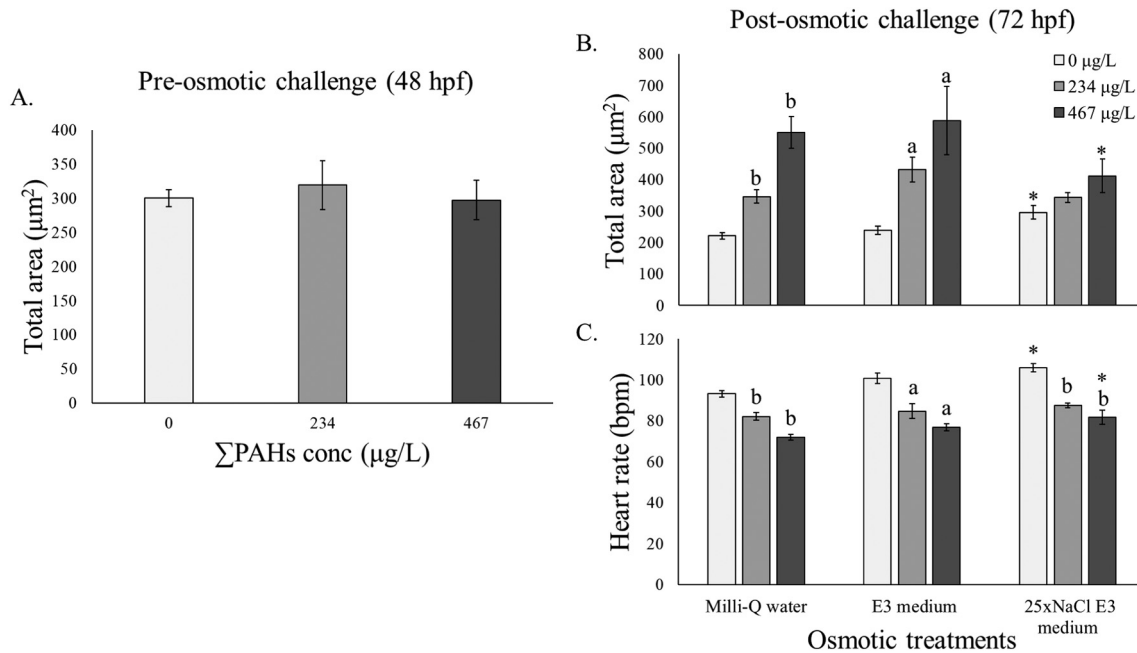 Pre-osmotic challenge (48 hpf)
A.
Total area (μm²)
400
350
300
250
200
150
100
50
0
0 234 467
∑PAHs conc (μg/L)
Post-osmotic challenge (72 hpf)
B.
Total area (μm²)
800
700
600
500
400
300
200
100
0
0 μg/L
234 μg/L
467 μg/L
b b a a * *
C.
Heart rate (bpm)
120
100
80
60
40
20
0
b b a a * b * b
Milli-Q water E3 medium 25xNaCl E3
medium
Osmotic treatments